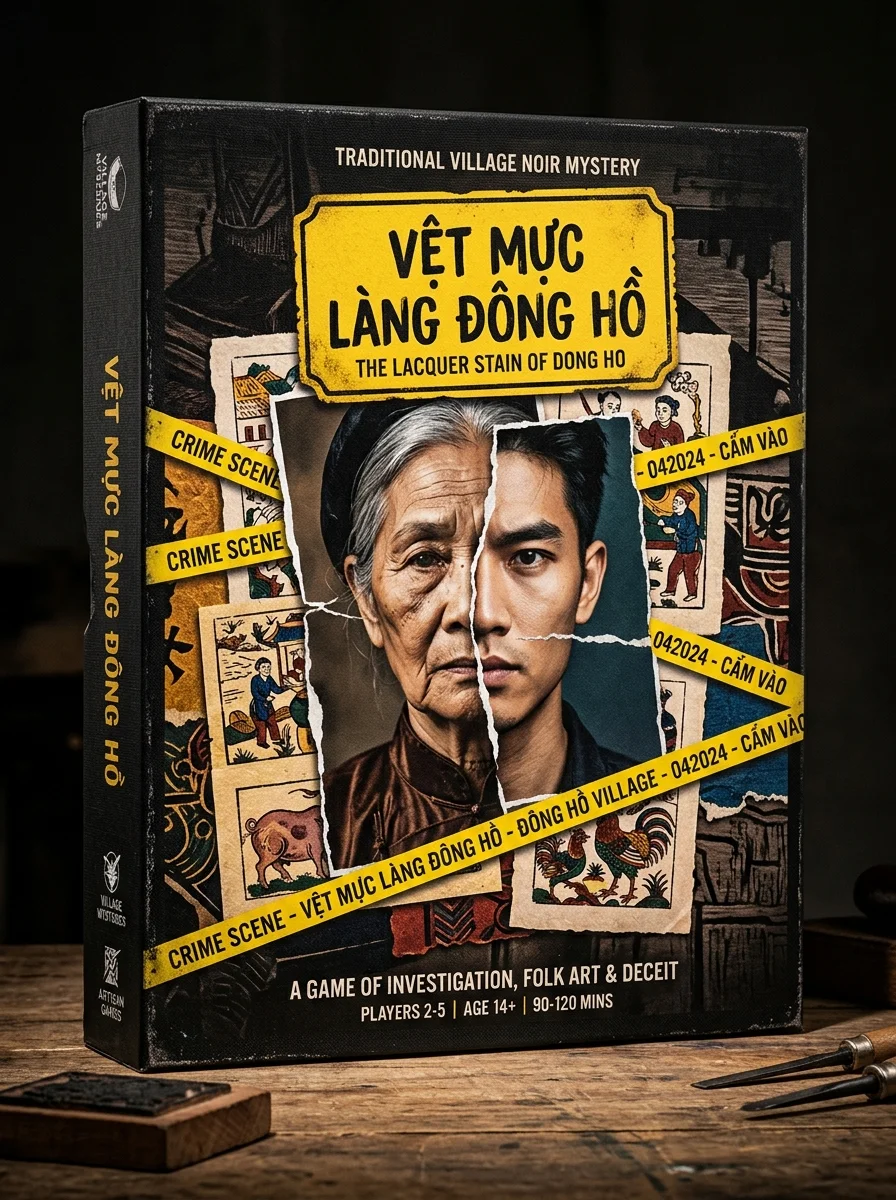 TRADITIONAL VILLAGE NOIR MYSTERY
VỆT MỰC
LÀNG ĐÔNG HỒ
THE LACQUER STAIN OF DONG HO
CRIME SCENE
- 042024 - CẤM VÀO
CRIME SCENE
042024 - CẤM VÀO
CRIME SCENE - VỆT MỰC LÀNG ĐÔNG HỒ - ĐÔNG HỒ VILLAGE - 042024 - CẤM VÀO
A GAME OF INVESTIGATION, FOLK ART & DECEIT
PLAYERS 2-5 | AGE 14+ | 90-120 MINS
VỆT MỰC LÀNG ĐÔNG HỒ
VILLAGE
MYSTERIES
ARTISAN
GAMES